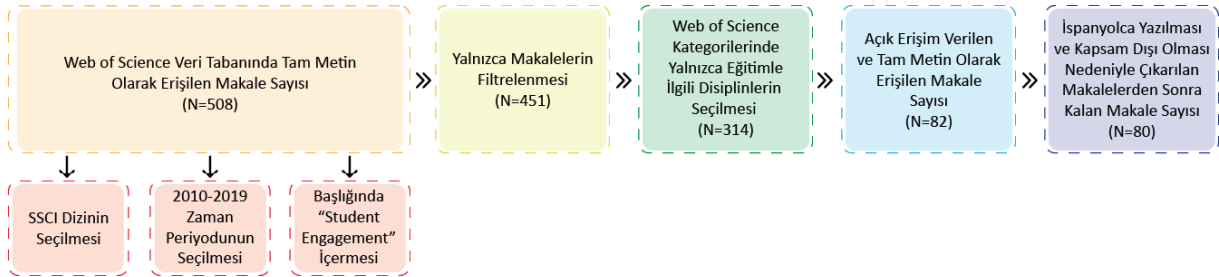 Web of Science Veri Tabanında Tam Metin
Olarak Erişilen Makale Sayısı
(N=508)
Yalnızca Makalelerin
Filtrelenmesi
(N=451)
Web of Science
Kategorilerinde
Yalnızca Eğitimle
İlgili Disiplinlerin
Seçilmesi
(N=314)
Açık Erişim Verilen
ve Tam Metin Olarak
Erişilen Makale
Sayısı
(N=82)
İspanyolca Yazılması
ve Kapsam Dışı Olması
Nedeniyle Çıkarılan
Makalelerden Sonra
Kalan Makale Sayısı
(N=80)
SSCI Dizinin
Seçilmesi
2010-2019
Zaman
Periyodunun
Seçilmesi
Başlığında
“Student
Engagement”
İçermesi